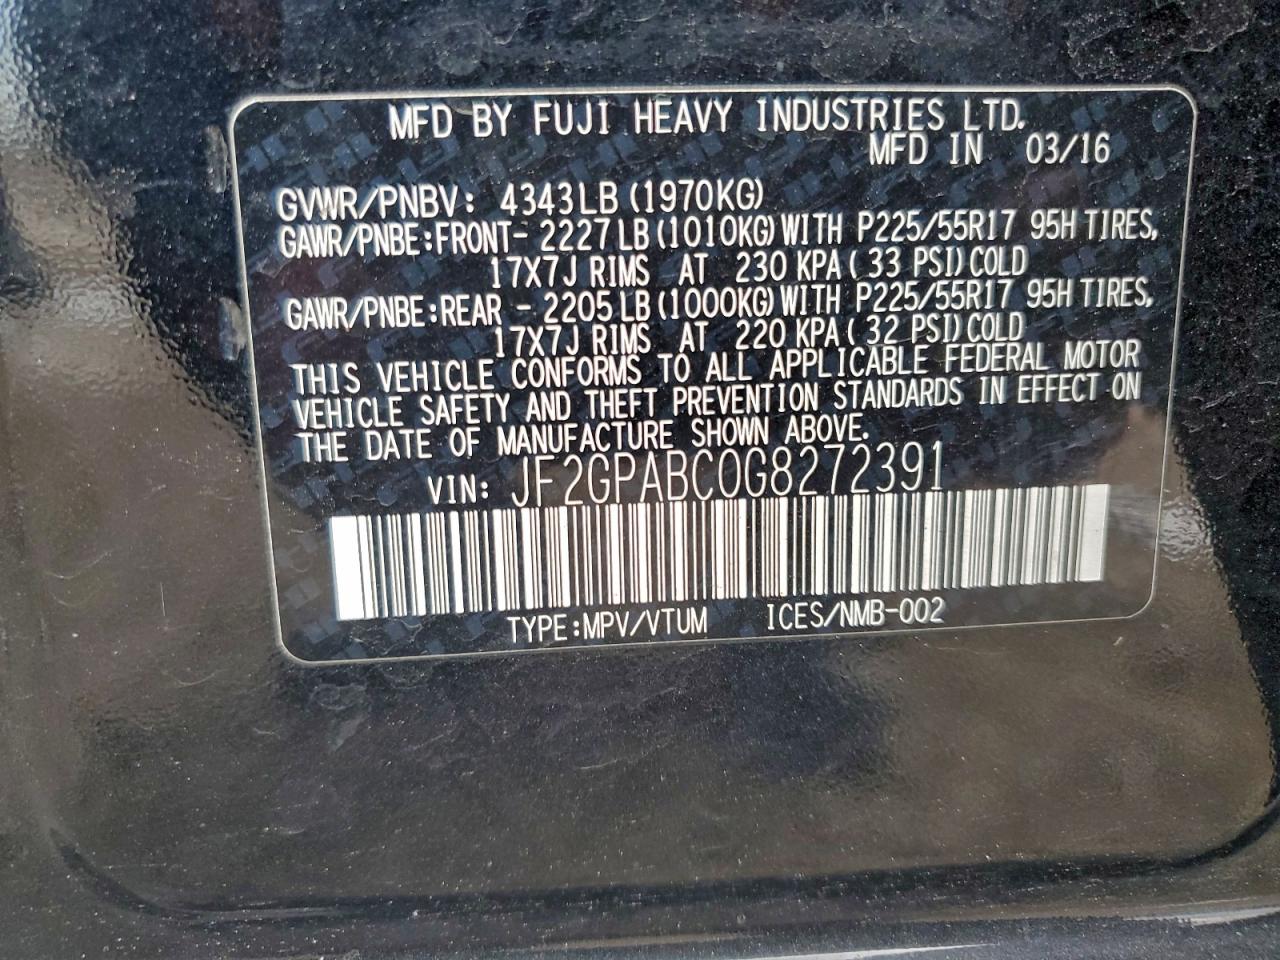 MFD BY FUJI HEAVY INDUSTRIES LTD.
MFD IN 03/16
GVWR/PNBV: 4343LB (1970KG)
GAWR/PNBE:FRONT- 2227LB (1010KG) WITH P225/55R17 95H TIRES,
17X7J RIMS AT 230 KPA ( 33 PSI) COLD
GAWR/PNBE:REAR - 2205LB (1000KG) WITH P225/55R17 95H TIRES,
17X7J RIMS AT 220 KPA ( 32 PSI) COLD
THIS VEHICLE CONFORMS TO ALL APPLICABLE FEDERAL MOTOR
VEHICLE SAFETY AND THEFT PREVENTION STANDARDS IN EFFECT ON
THE DATE OF MANUFACTURE SHOWN ABOVE.
VIN: JF2GPABC0G8272391
TYPE:MPV/VTUM ICES/NMB-002